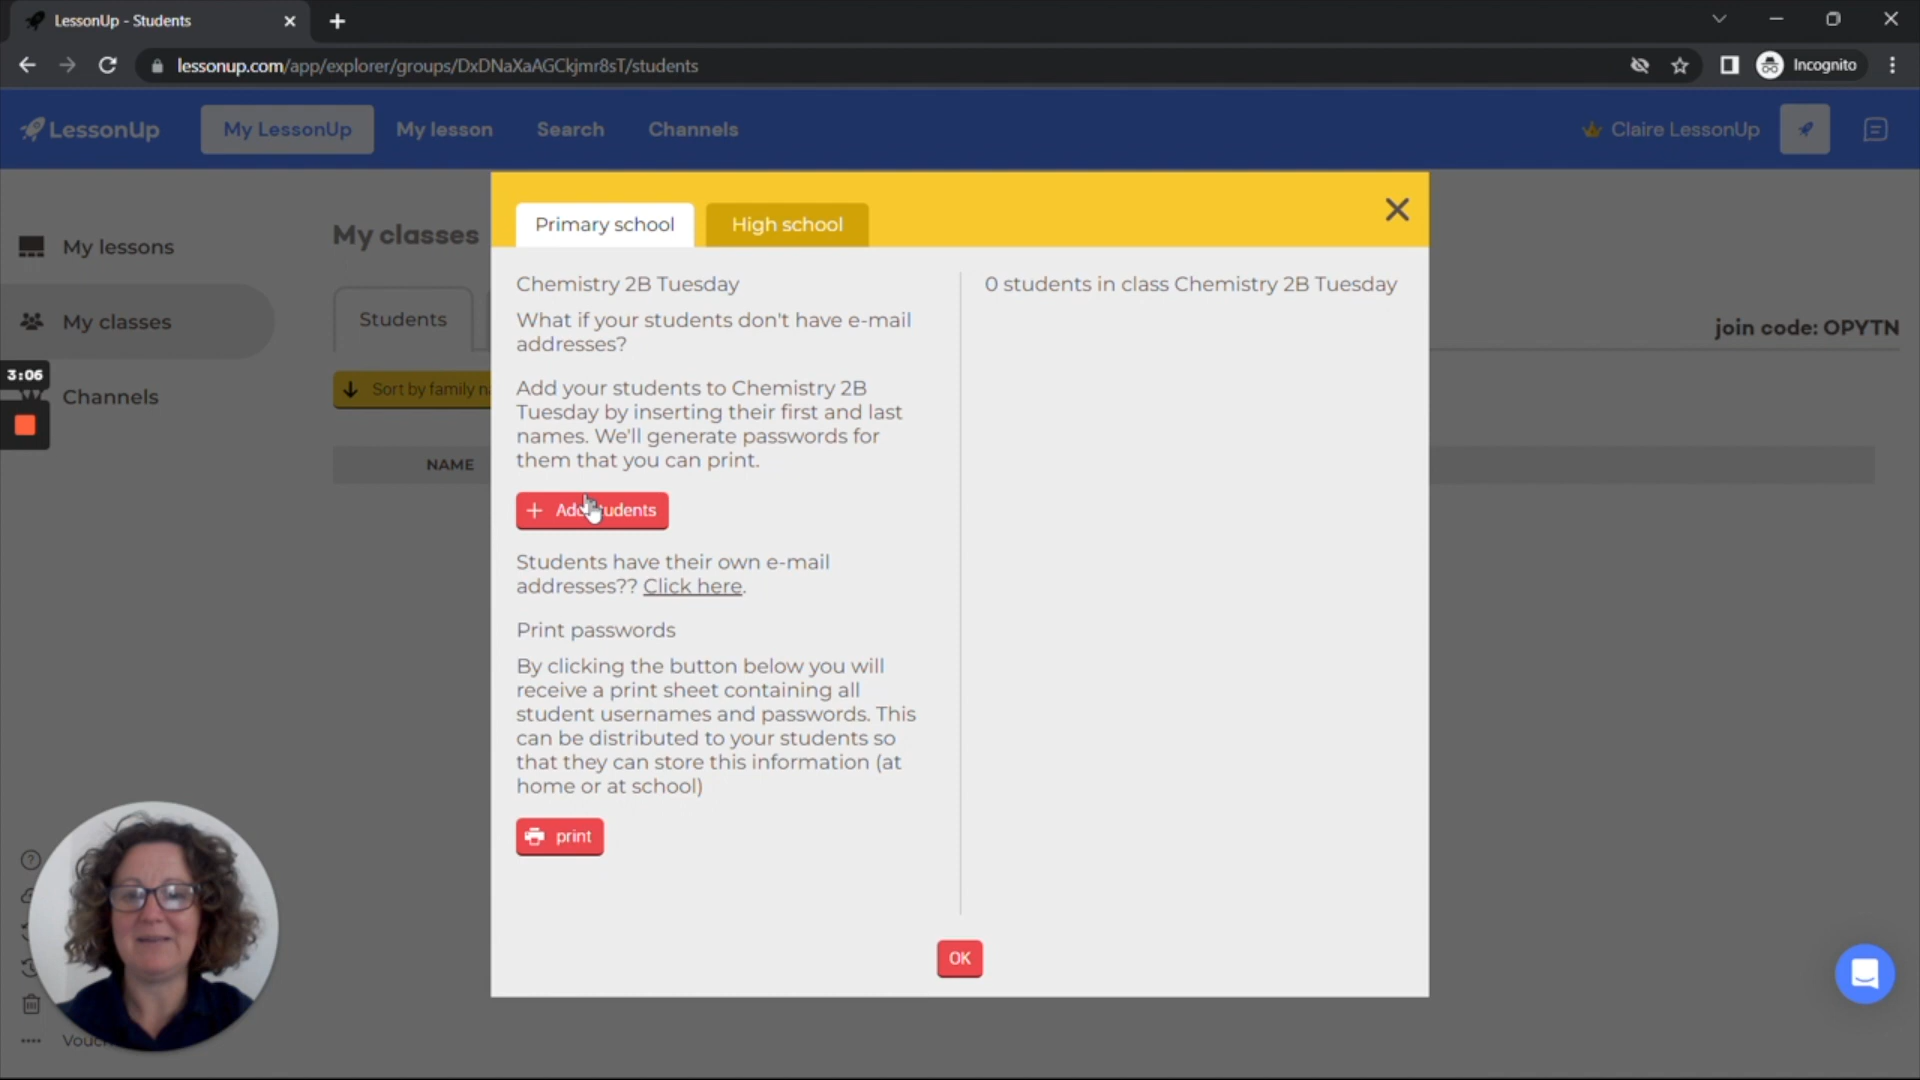 LessonUp - Students
lessonup.com/app/explorer/groups/DxDNaXaAGCkjmr8sT/students
Incognito
LessonUp
My LessonUp
My lesson
Search
Channels
Claire LessonUp
My lessons
My classes
Channels
3:06
My classes
Students
join code: OPYTN
Sort by family n
NAME
Primary school
High school
Chemistry 2B Tuesday
What if your students don't have e-mail
addresses?
Add your students to Chemistry 2B
Tuesday by inserting their first and last
names. We'll generate passwords for
them that you can print.
Add students
Students have their own e-mail
addresses?? Click here.
Print passwords
By clicking the button below you will
receive a print sheet containing all
student usernames and passwords. This
can be distributed to your students so
that they can store this information (at
home or at school)
print
0 students in class Chemistry 2B Tuesday
OK